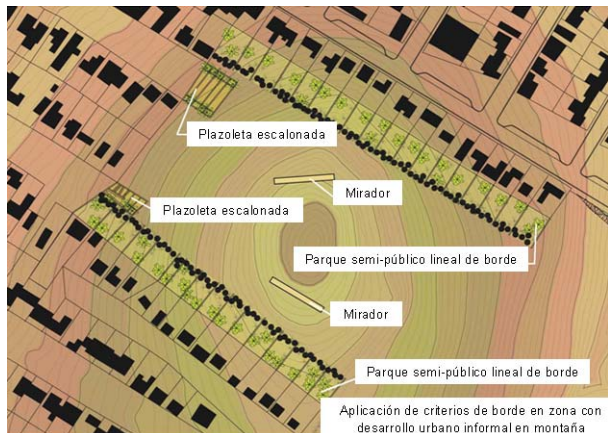 Plazoleta escalonada
Mirador
Plazoleta escalonada
Parque semi-público lineal de borde
Mirador
Parque semi-público lineal de borde
Aplicación de criterios de borde en zona con
desarrollo urbano informal en montaña